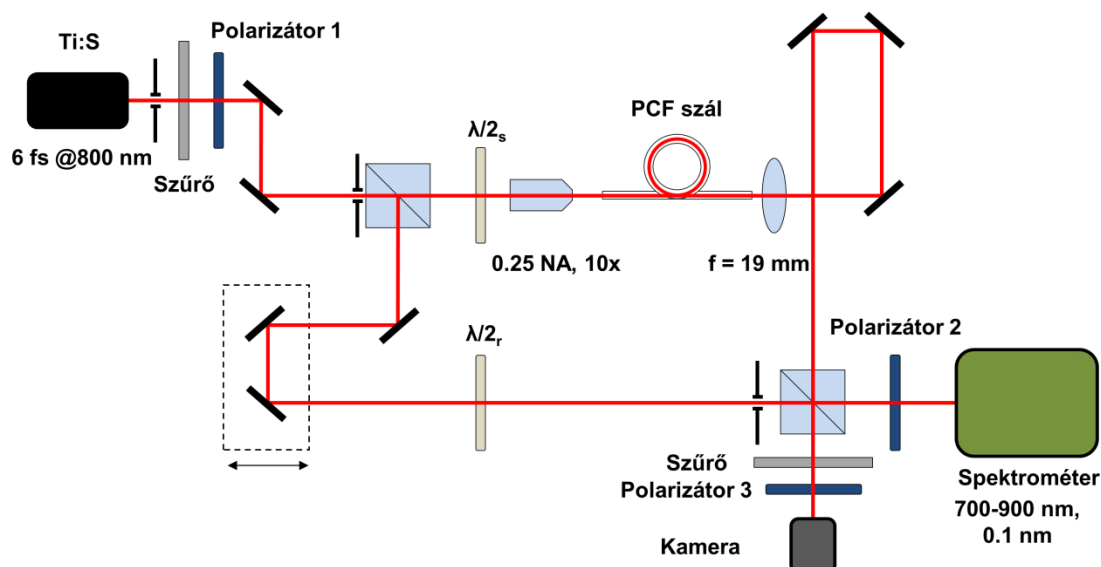 Ti:S
Polarizátor 1
6 fs @800 nm
Szűrő
λ/2s
PCF szál
0.25 NA, 10x
f = 19 mm
λ/2r
Polarizátor 2
Szűrő
Polarizátor 3
Kamera
Spektrométer
700-900 nm,
0.1 nm